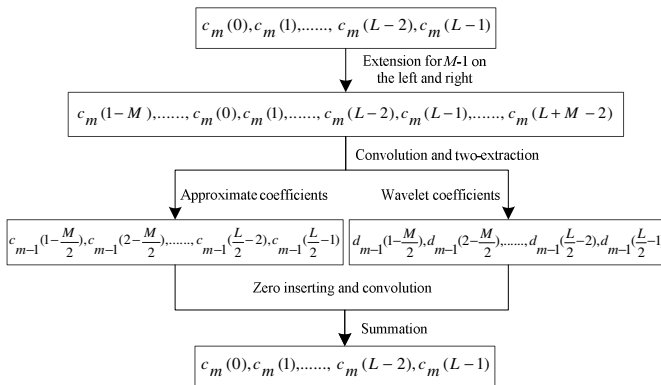 c_m(0), c_m(1), ......, c_m(L−2), c_m(L−1)
Extension for M-1 on
the left and right
c_m(1−M), ......, c_m(0), c_m(1), ......, c_m(L−2), c_m(L−1), ......, c_m(L+M−2)
Convolution and two-extraction
Approximate coefficients Wavelet coefficients
c_{m−1}(1−M/2), c_{m−1}(2−M/2), ......, c_{m−1}(L/2−2), c_{m−1}(L/2−1) d_{m−1}(1−M/2), d_{m−1}(2−M/2), ......, d_{m−1}(L/2−2), d_{m−1}(L/2−1
Zero inserting and convolution
Summation
c_m(0), c_m(1), ......, c_m(L−2), c_m(L−1)